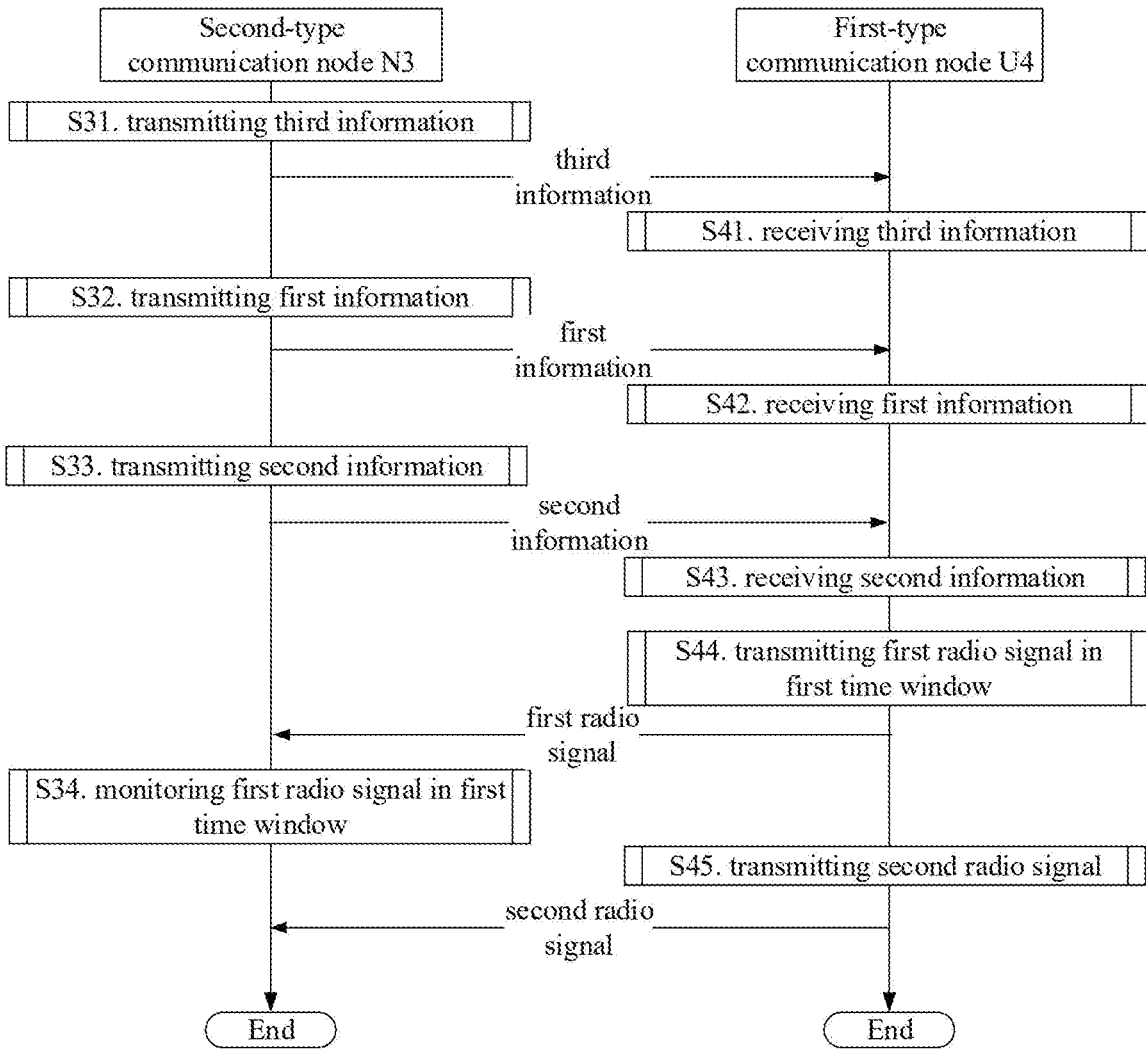 Second-type
communication node N3
First-type
communication node U4
S31. transmitting third information
third
information
S41. receiving third information
S32. transmitting first information
first
information
S42. receiving first information
S33. transmitting second information
second
information
S43. receiving second information
S44. transmitting first radio signal in
first time window
first radio
signal
S34. monitoring first radio signal in first
time window
S45. transmitting second radio signal
second radio
signal
End
End